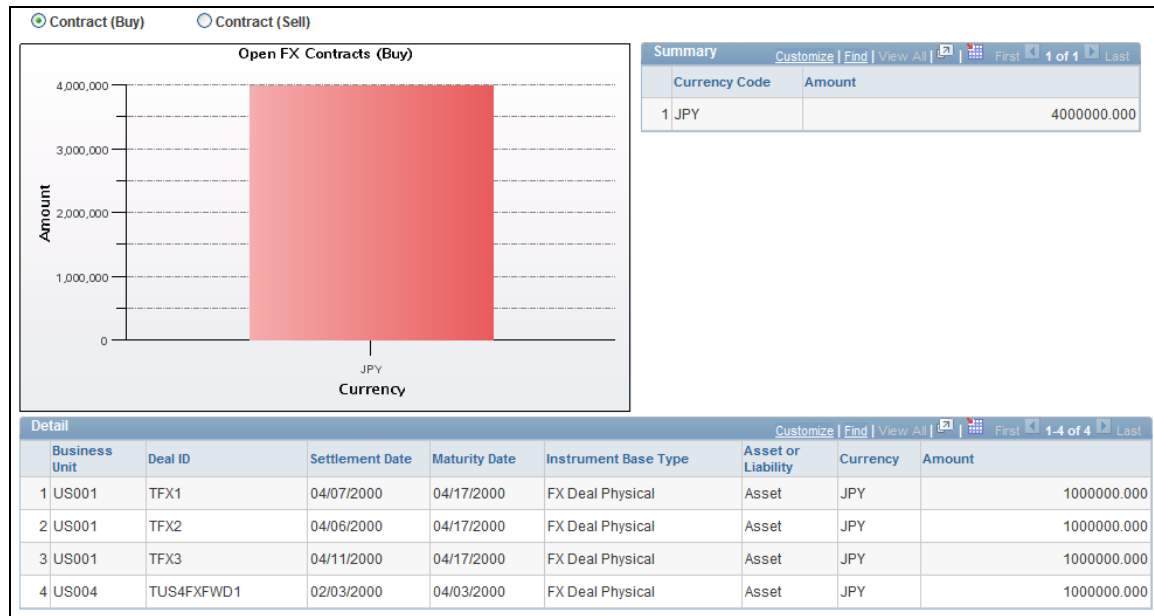 Contract (Buy) Contract (Sell)
Open FX Contracts (Buy)
4,000,000
3,000,000
2,000,000
1,000,000
0
Amount
JPY
Currency
Summary Customize | Find | View All | | First 1 of 1 Last
Currency Code Amount
1 JPY 4000000.000
Detail Customize | Find | View All | | First 1-4 of 4 Last
Business Unit Deal ID Settlement Date Maturity Date Instrument Base Type Asset or Liability Currency Amount
1 US001 TFX1 04/07/2000 04/17/2000 FX Deal Physical Asset JPY 1000000.000
2 US001 TFX2 04/06/2000 04/17/2000 FX Deal Physical Asset JPY 1000000.000
3 US001 TFX3 04/11/2000 04/17/2000 FX Deal Physical Asset JPY 1000000.000
4 US004 TUS4FXFWD1 02/03/2000 04/03/2000 FX Deal Physical Asset JPY 1000000.000